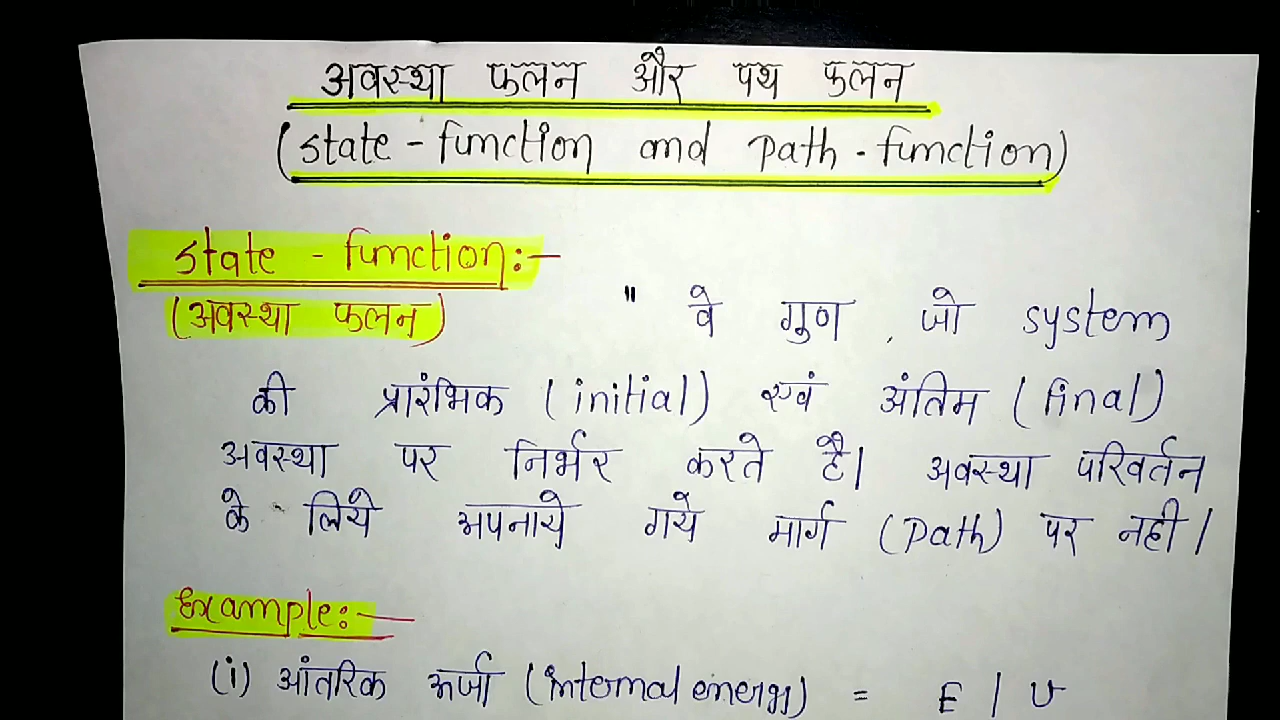 अवस्था फलन और पथ फलन
(state-function and path-function)
state-function:-
(अवस्था फलन)
" वे गुण, जो system
की प्रारंभिक (initial) एवं अंतिम (final)
अवस्था पर निर्भर करते है। अवस्था परिवर्तन
के लिये अपनाये गये मार्ग (path) पर नही।
Example:-
(i) आंतरिक ऊर्जा (internal energy) = E / U